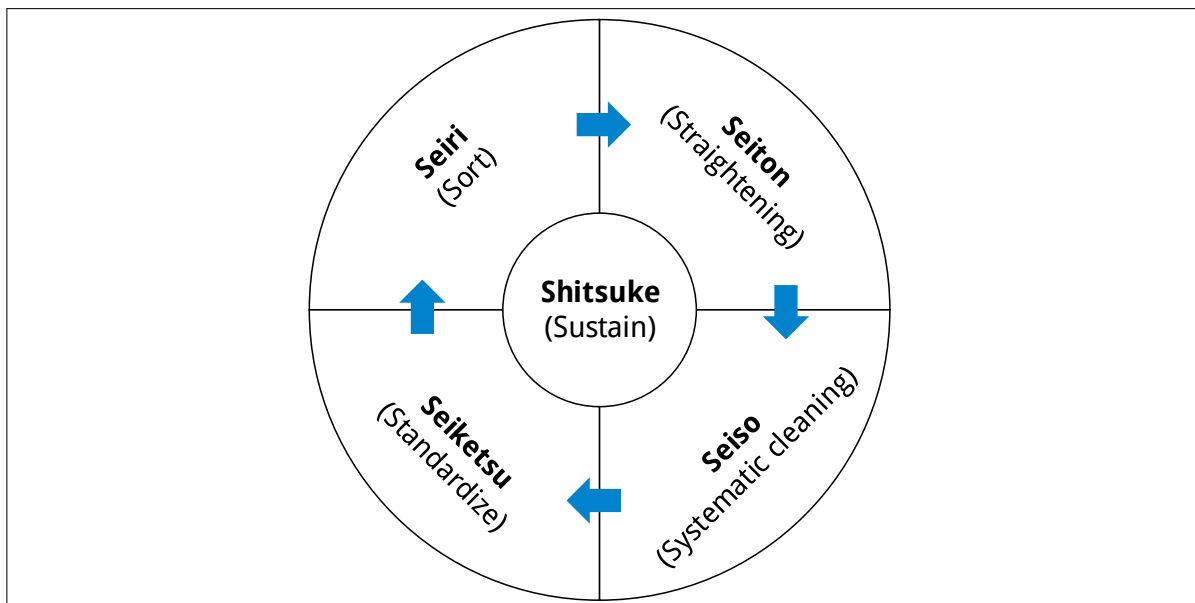 Seiri
(Sort)
Seiton
(Straightening)
Shitsuke
(Sustain)
Seiketsu
(Standardize)
Seiso
(Systematic cleaning)